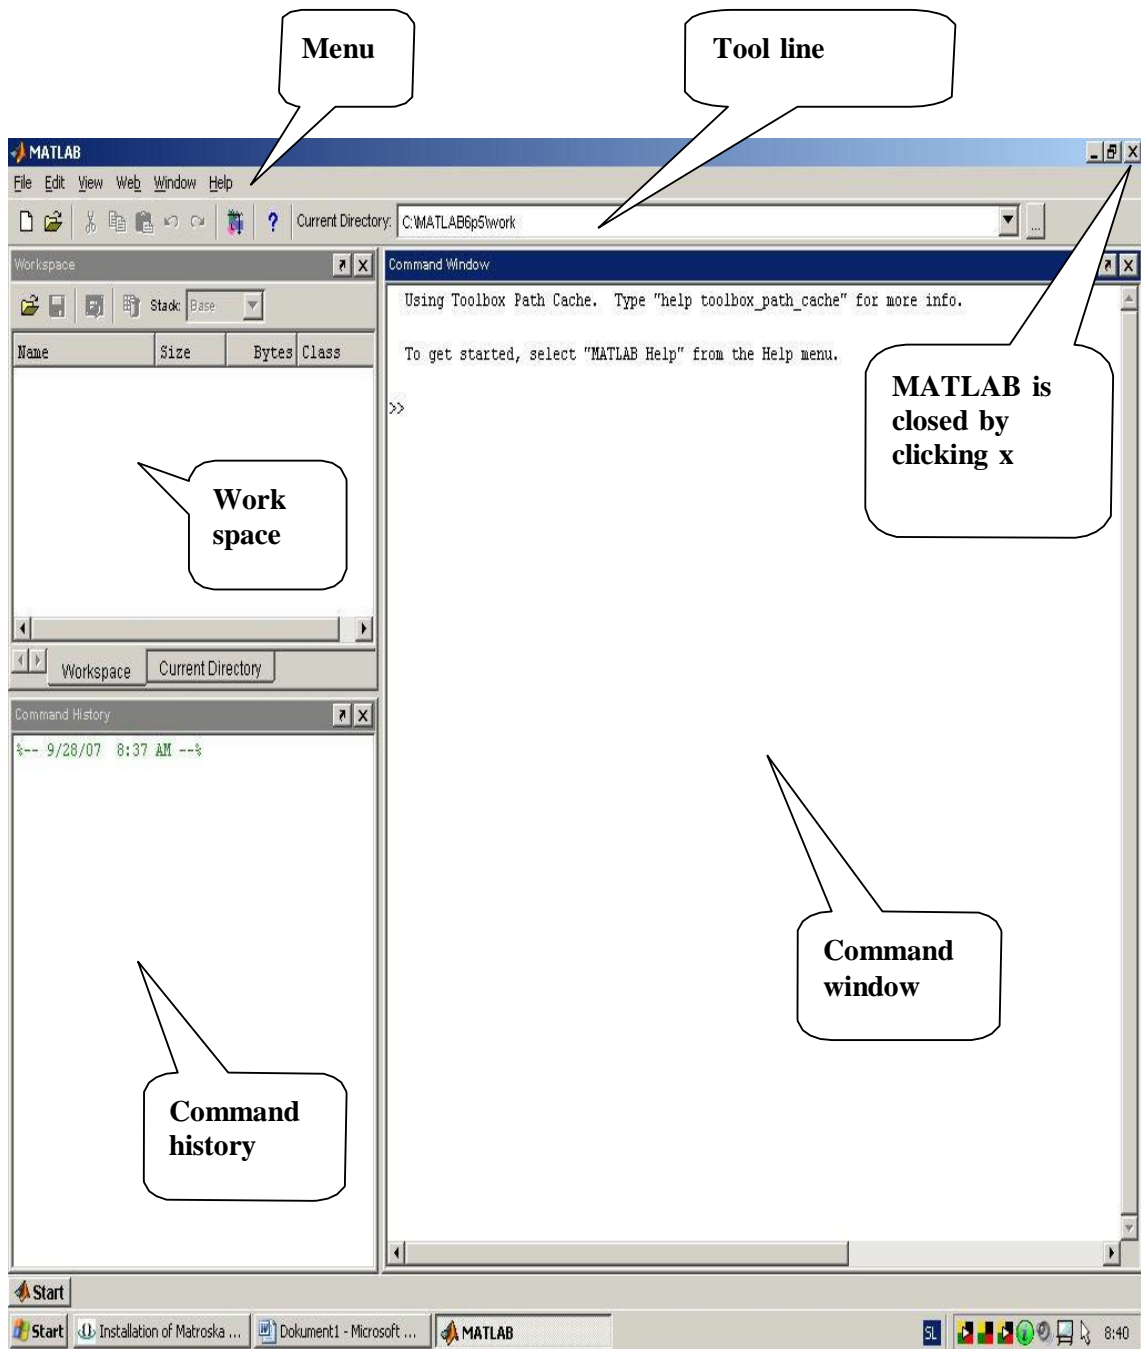 Menu
Tool line
MATLAB
File Edit View Web Window Help
Current Directory: C:\MATLAB6p5\work
...
Workspace
Command Window
Stack: Base
Using Toolbox Path Cache. Type "help toolbox_path_cache" for more info.
Name Size Bytes Class
To get started, select "MATLAB Help" from the Help menu.
>>
MATLAB is
closed by
clicking x
Work
space
Workspace Current Directory
Command History
%-- 9/28/07 8:37 AM --%
Command
window
Command
history
Start
Start Installation of Matroska ... Dokument1 - Microsoft ... MATLAB SL 8:40